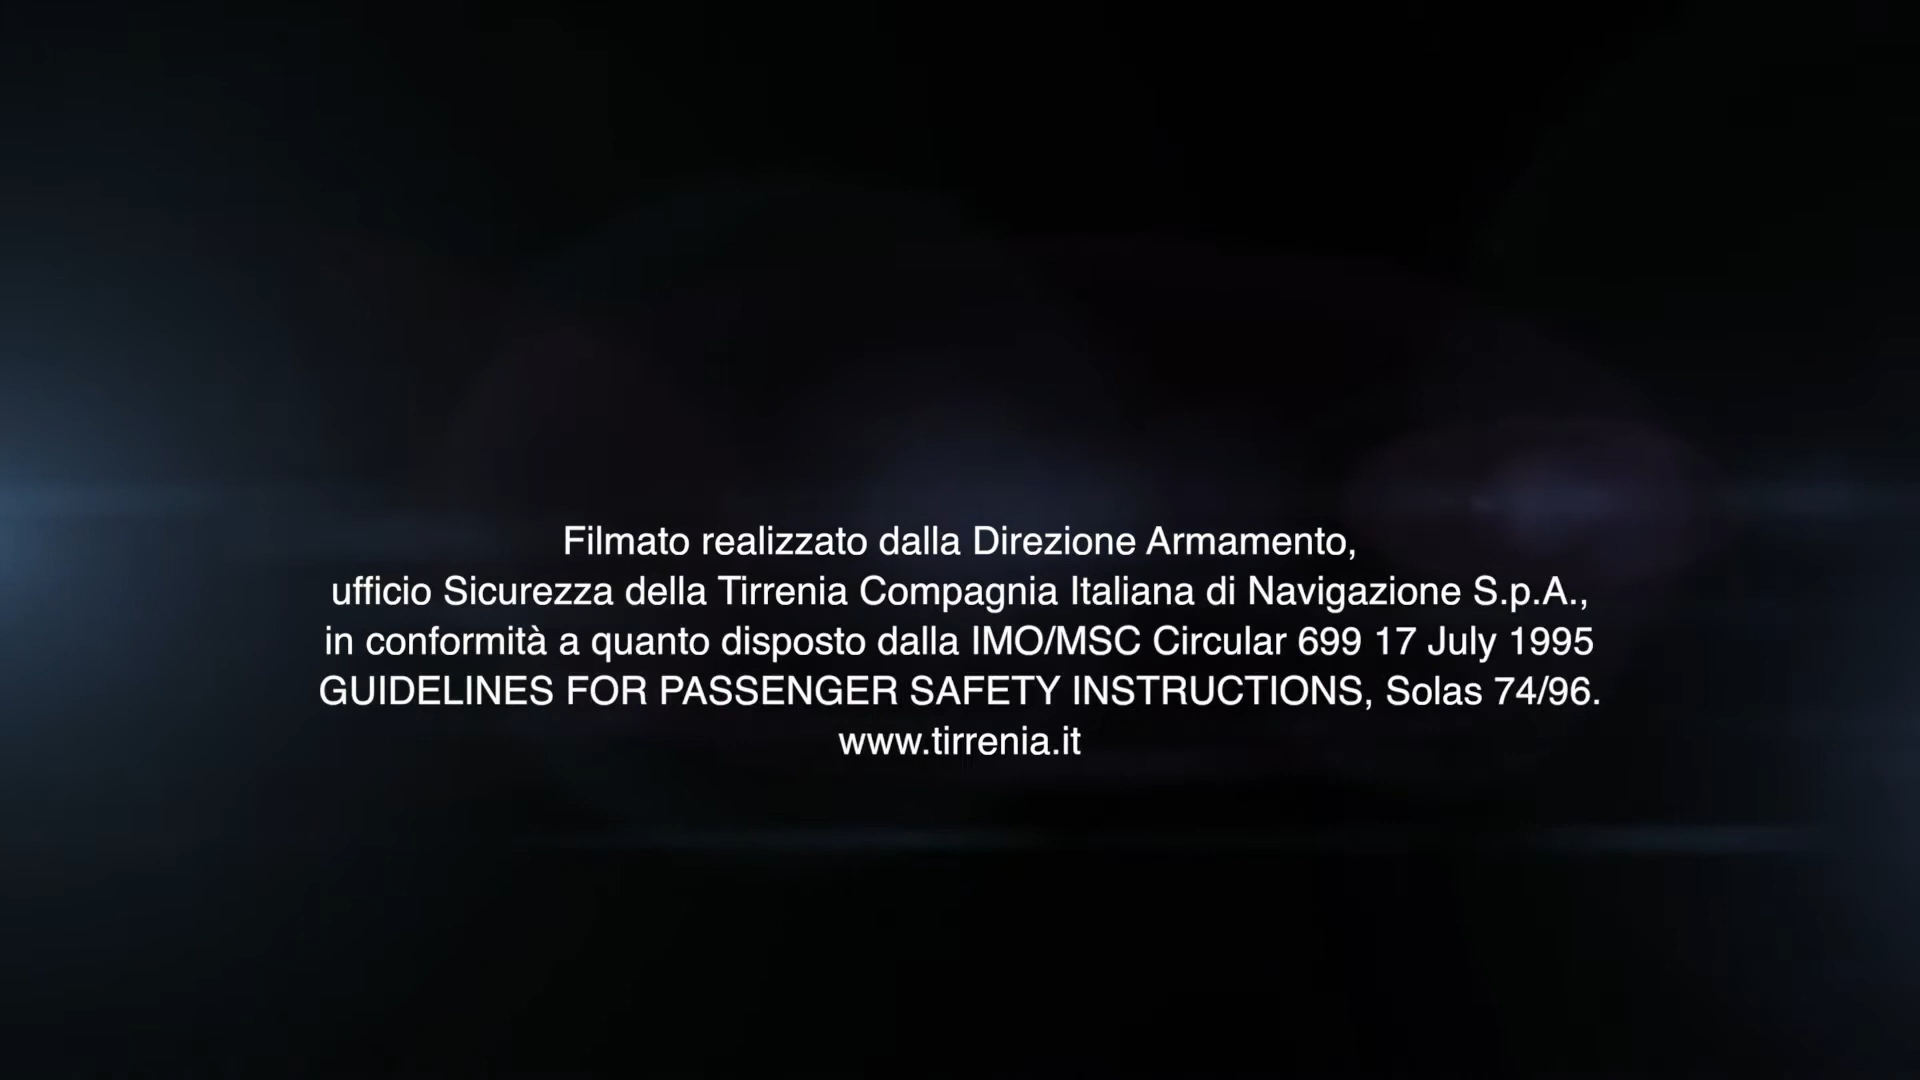 Filmato realizzato dalla Direzione Armamento,
ufficio Sicurezza della Tirrenia Compagnia Italiana di Navigazione S.p.A.,
in conformità a quanto disposto dalla IMO/MSC Circular 699 17 July 1995
GUIDELINES FOR PASSENGER SAFETY INSTRUCTIONS, Solas 74/96.
www.tirrenia.it